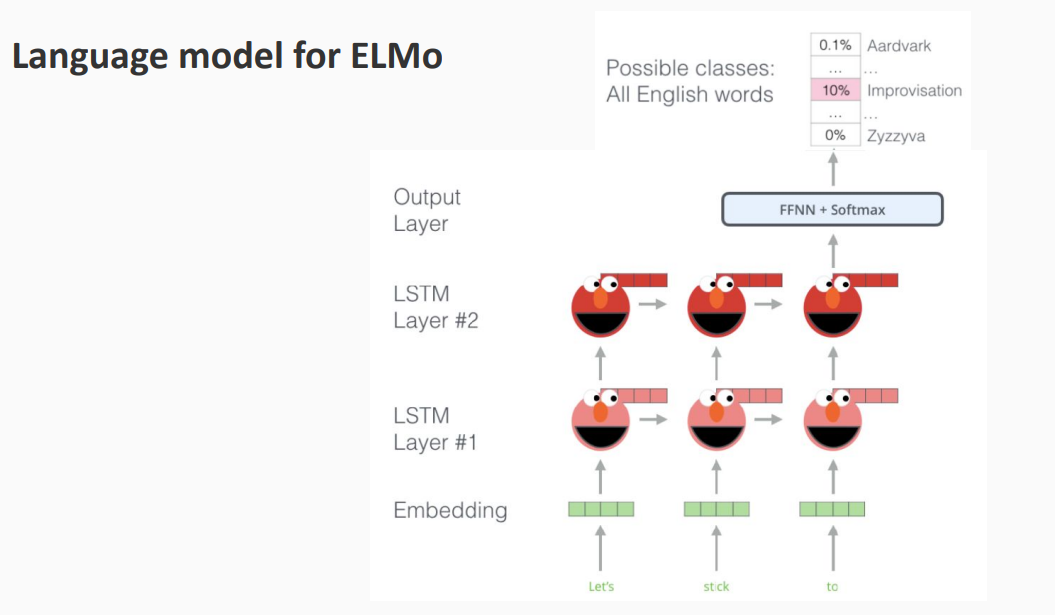 Language model for ELMo
Possible classes:
All English words
0.1% Aardvark
... ...
10% Improvisation
... ...
0% Zyzzyva
Output
Layer
FFNN + Softmax
LSTM
Layer #2
LSTM
Layer #1
Embedding
Let's stick to